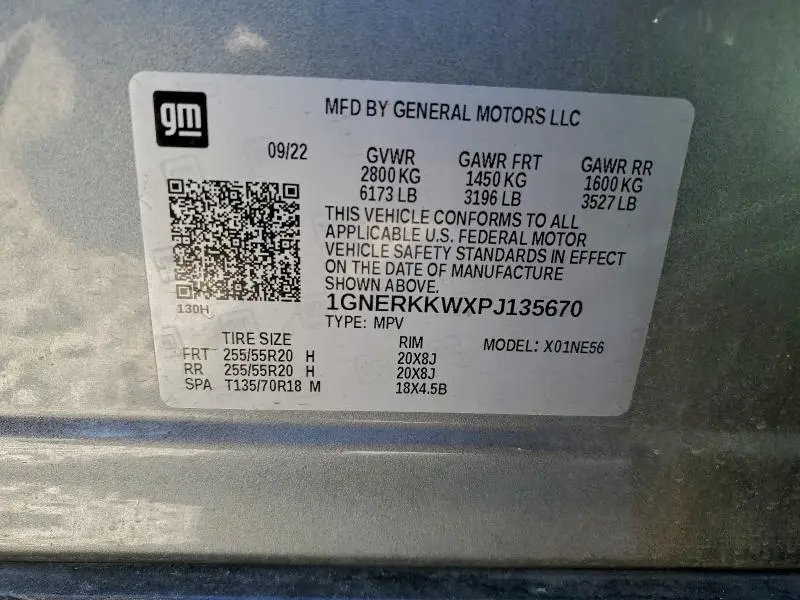 gm
MFD BY GENERAL MOTORS LLC
09/22 GVWR GAWR FRT GAWR RR
2800 KG 1450 KG 1600 KG
6173 LB 3196 LB 3527 LB
THIS VEHICLE CONFORMS TO ALL
APPLICABLE U.S. FEDERAL MOTOR
VEHICLE SAFETY STANDARDS IN EFFECT
ON THE DATE OF MANUFACTURE
SHOWN ABOVE.
130H
1GNERKKWXPJ135670
TYPE: MPV
TIRE SIZE RIM MODEL: X01NE56
FRT 255/55R20 H 20X8J
RR 255/55R20 H 20X8J
SPA T135/70R18 M 18X4.5B